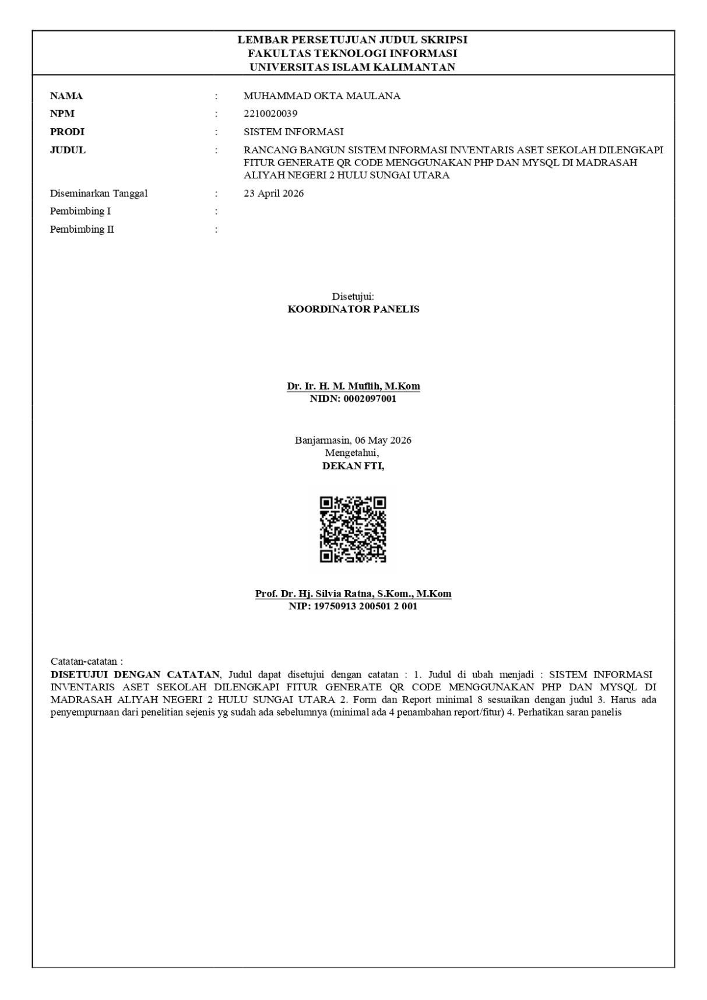 LEMBAR PERSETUJUAN JUDUL SKRIPSI
FAKULTAS TEKNOLOGI INFORMASI
UNIVERSITAS ISLAM KALIMANTAN
NAMA : MUHAMMAD OKTA MAULANA
NPM : 2210020039
PRODI : SISTEM INFORMASI
JUDUL : RANCANG BANGUN SISTEM INFORMASI INVENTARIS ASET SEKOLAH DILENGKAPI
FITUR GENERATE QR CODE MENGGUNAKAN PHP DAN MYSQL DI MADRASAH
ALIYAH NEGERI 2 HULU SUNGAI UTARA
Diseminarkan Tanggal : 23 April 2026
Pembimbing I :
Pembimbing II :
Disetujui:
KOORDINATOR PANELIS
Dr. Ir. H. M. Muflih, M.Kom
NIDN: 0002097001
Banjarmasin, 06 May 2026
Mengetahui,
DEKAN FTI,
Prof. Dr. Hj. Silvia Ratna, S.Kom., M.Kom
NIP: 19750913 200501 2 001
Catatan-catatan :
DISETUJUI DENGAN CATATAN, Judul dapat disetujui dengan catatan : 1. Judul di ubah menjadi : SISTEM INFORMASI
INVENTARIS ASET SEKOLAH DILENGKAPI FITUR GENERATE QR CODE MENGGUNAKAN PHP DAN MYSQL DI
MADRASAH ALIYAH NEGERI 2 HULU SUNGAI UTARA 2. Form dan Report minimal 8 sesuaikan dengan judul 3. Harus ada
penyempurnaan dari penelitian sejenis yg sudah ada sebelumnya (minimal ada 4 penambahan report/fitur) 4. Perhatikan saran panelis